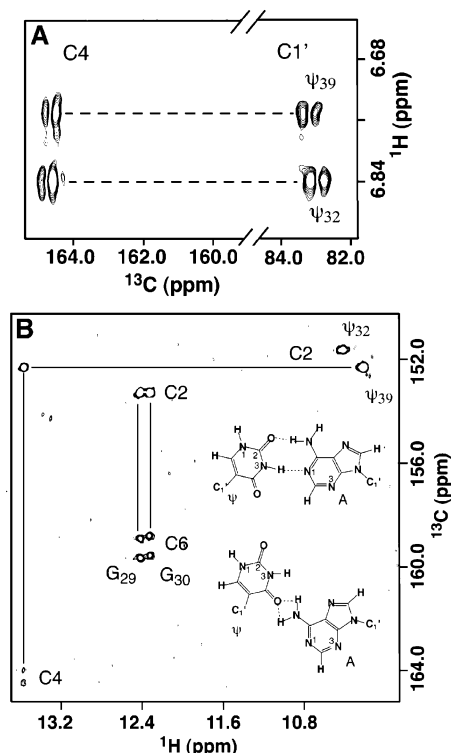 A
C4
C1'
6.68
Ψ39
¹H (ppm)
6.84
Ψ32
164.0 162.0 160.0 84.0 82.0
¹³C (ppm)
B
Ψ32
C2
152.0
C2
Ψ39
H
O
H
N
H
N
N
1
2
3
N
H
N
1
N
3
N
C₁'
O
H
C₁'
Ψ
A
156.0
¹³C (ppm)
C6
160.0
G29 G30
H
O
N
1
2
3
N
H
H
O
H
C₁'
H
N
N
H
Ψ
N
1
N
3
N
C₁'
H
A
C4
164.0
13.2 12.4 11.6 10.8
¹H (ppm)